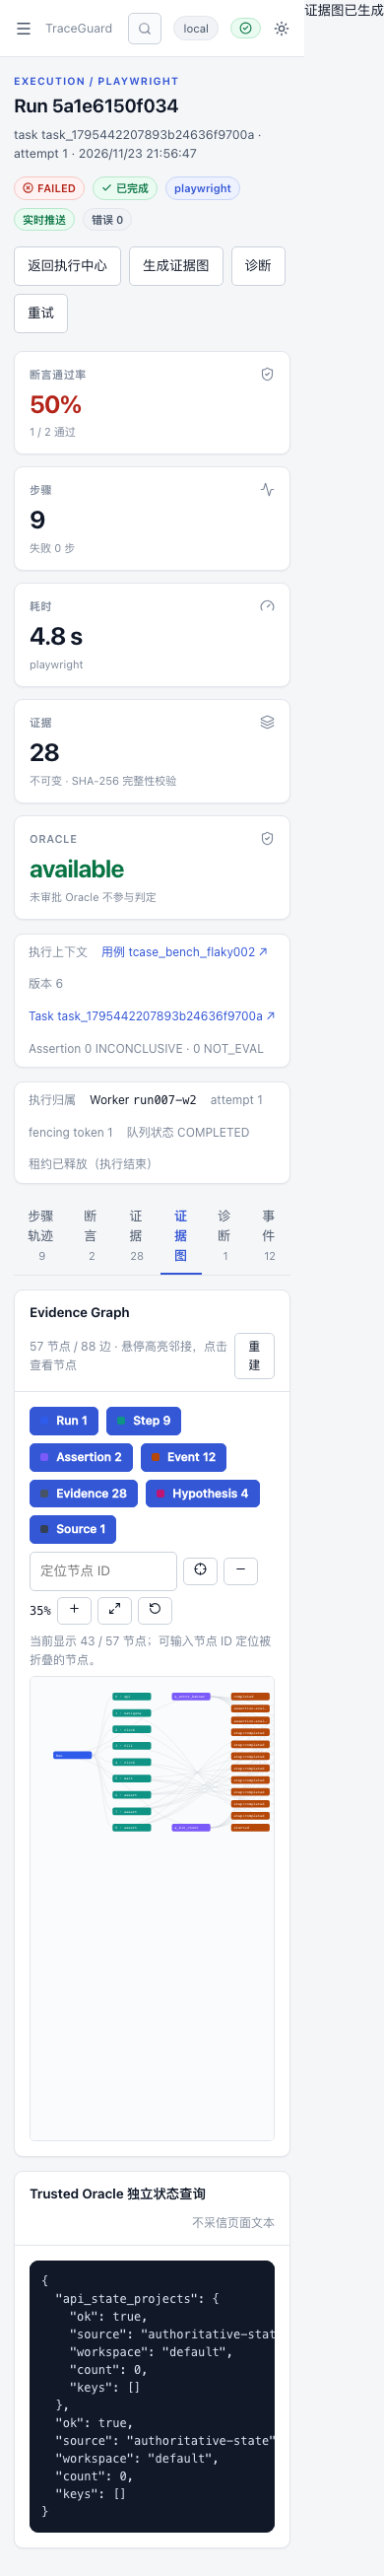 TraceGuard
local
证据图已生成
EXECUTION / PLAYWRIGHT
Run 5a1e6150f034
task task_1795442207893b24636f9700a ·
attempt 1 · 2026/11/23 21:56:47
FAILED
已完成
playwright
实时推送
错误 0
返回执行中心
生成证据图
诊断
重试
断言通过率
50%
1 / 2 通过
步骤
9
失败 0 步
耗时
4.8 s
playwright
证据
28
不可变 · SHA-256 完整性校验
ORACLE
available
未审批 Oracle 不参与判定
执行上下文 用例 tcase_bench_flaky002 ↗
版本 6
Task task_1795442207893b24636f9700a ↗
Assertion 0 INCONCLUSIVE · 0 NOT_EVAL
执行归属 Worker run007-w2 attempt 1
fencing token 1 队列状态 COMPLETED
租约已释放（执行结束）
步骤轨迹 9
断言 2
证据 28
证据图
诊断 1
事件 12
Evidence Graph
57 节点 / 88 边 · 悬停高亮邻接，点击
查看节点
重建
Run 1
Step 9
Assertion 2
Event 12
Evidence 28
Hypothesis 4
Source 1
定位节点 ID
35%
当前显示 43 / 57 节点；可输入节点 ID 定位被
折叠的节点。
Trusted Oracle 独立状态查询
不采信页面文本
{
"api_state_projects": {
"ok": true,
"source": "authoritative-stat
"workspace": "default",
"count": 0,
"keys": []
},
"ok": true,
"source": "authoritative-state"
"workspace": "default",
"count": 0,
"keys": []
}